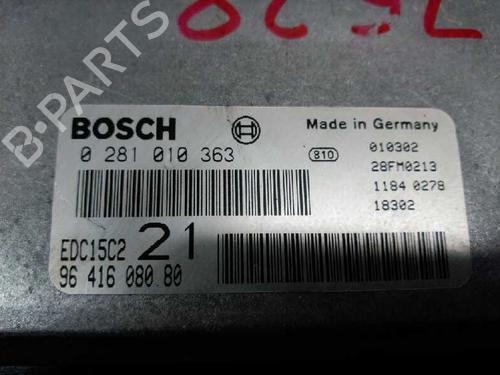 BOSCH
Made in Germany
0 281 010 363
810
010302
28FM0213
1184 0278
18302
EDC15C2 21
96 416 080 80
B-PARTS